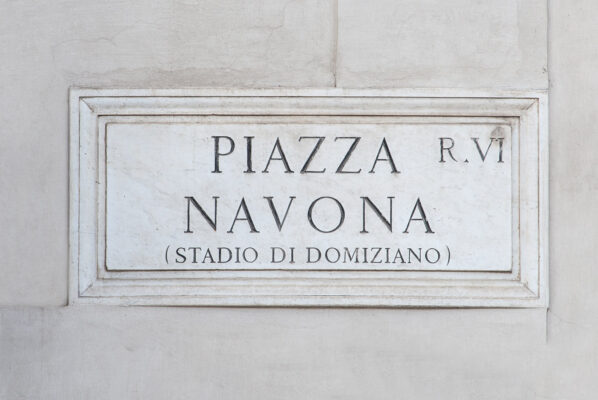 PIAZZA R.VI
NAVONA
(STADIO DI DOMIZIANO)